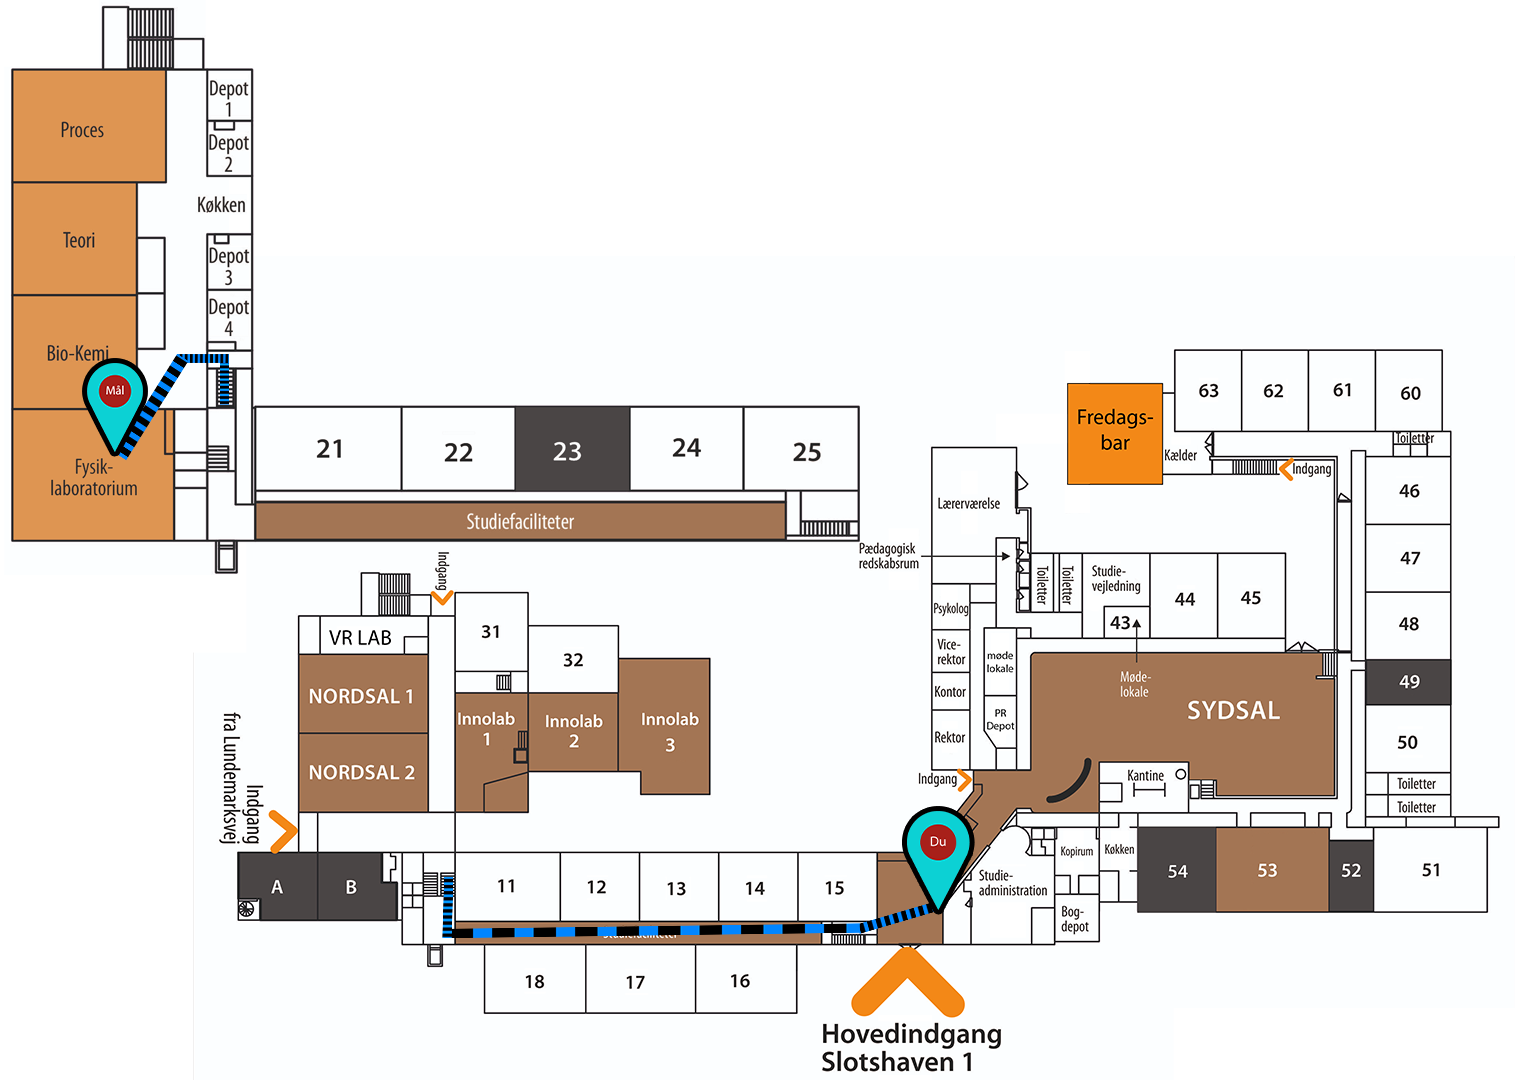 Depot
1
Proces
Depot
2
Køkken
Teori
Depot
3
Depot
4
Bio-Kemi
Mål
Fysik-
laboratorium
21
22
23
24
25
Studiefaciliteter
63
62
61
60
Fredags-
bar
Kælder
Toiletter
Indgang
46
47
48
49
50
Toiletter
Toiletter
Lærerværelse
Pædagogisk
redskabsrum
Toiletter
Toiletter
Studie-
vejledning
43
44
45
Møde-
lokale
Psykolog
Vice-
rektor
Kontor
Rektor
møde
lokale
PR
Depot
SYDSAL
Indgang
Kantine
Indgang
VR LAB
NORDSAL 1
NORDSAL 2
31
32
Innolab
1
Innolab
2
Innolab
3
Indgang
fra Lundemarksvej
A
B
11
12
13
14
15
Du
Studie-
administration
Kopirum
Køkken
Bog-
depot
54
53
52
51
Studiefaciliteter
18
17
16
Hovedindgang
Slotshaven 1